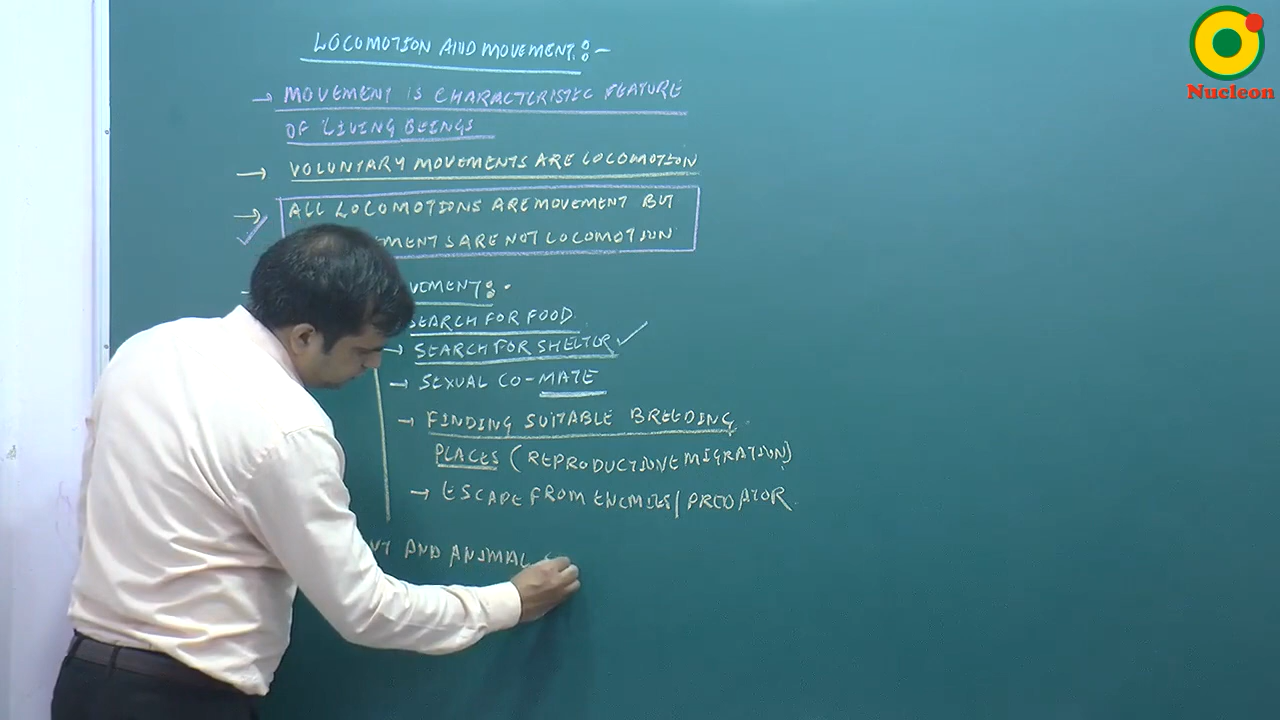 LOCOMOTION AND MOVEMENT:-
→ MOVEMENT IS CHARACTERISTIC FEATURE
OF LIVING BEINGS
→ VOLUNTARY MOVEMENTS ARE LOCOMOTION
→ ALL LOCOMOTIONS ARE MOVEMENT BUT
MENTS ARE NOT LOCOMOTION
VEMENT:-
SEARCH FOR FOOD
→ SEARCH FOR SHELTER
→ SEXUAL CO-MATE
→ FINDING SUITABLE BREEDING
PLACES (REPRODUCTIVE MIGRATION)
→ ESCAPE FROM ENEMIES/PREDATOR.
AND ANIMAL
Nucleon